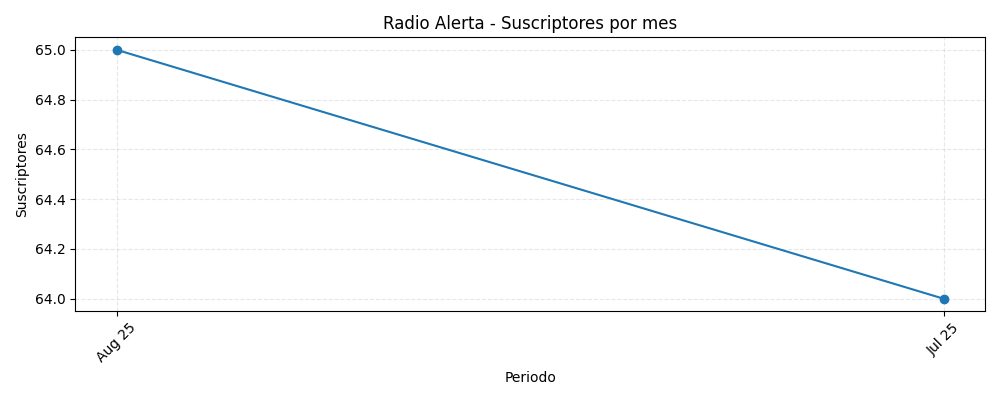 Radio Alerta - Suscriptores por mes
Suscriptores
65.0
64.8
64.6
64.4
64.2
64.0
Aug 25
Jul 25
Periodo